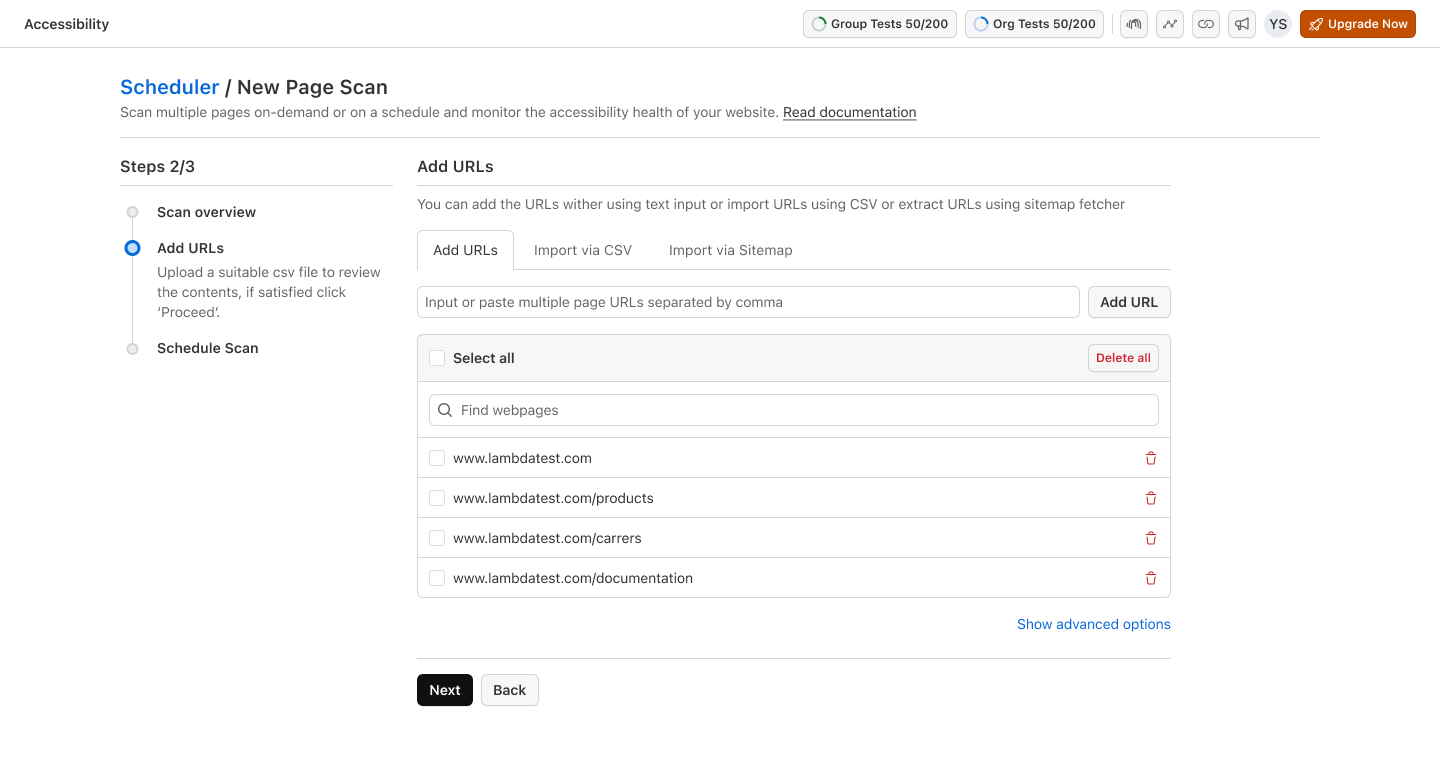 Accessibility
Group Tests 50/200
Org Tests 50/200
YS
Upgrade Now
Scheduler / New Page Scan
Scan multiple pages on-demand or on a schedule and monitor the accessibility health of your website. Read documentation
Steps 2/3
Scan overview
Add URLs
Upload a suitable csv file to review
the contents, if satisfied click
‘Proceed’.
Schedule Scan
Add URLs
You can add the URLs wither using text input or import URLs using CSV or extract URLs using sitemap fetcher
Add URLs
Import via CSV
Import via Sitemap
Input or paste multiple page URLs separated by comma
Add URL
Select all
Delete all
Find webpages
www.lambdatest.com
www.lambdatest.com/products
www.lambdatest.com/carrers
www.lambdatest.com/documentation
Show advanced options
Next
Back